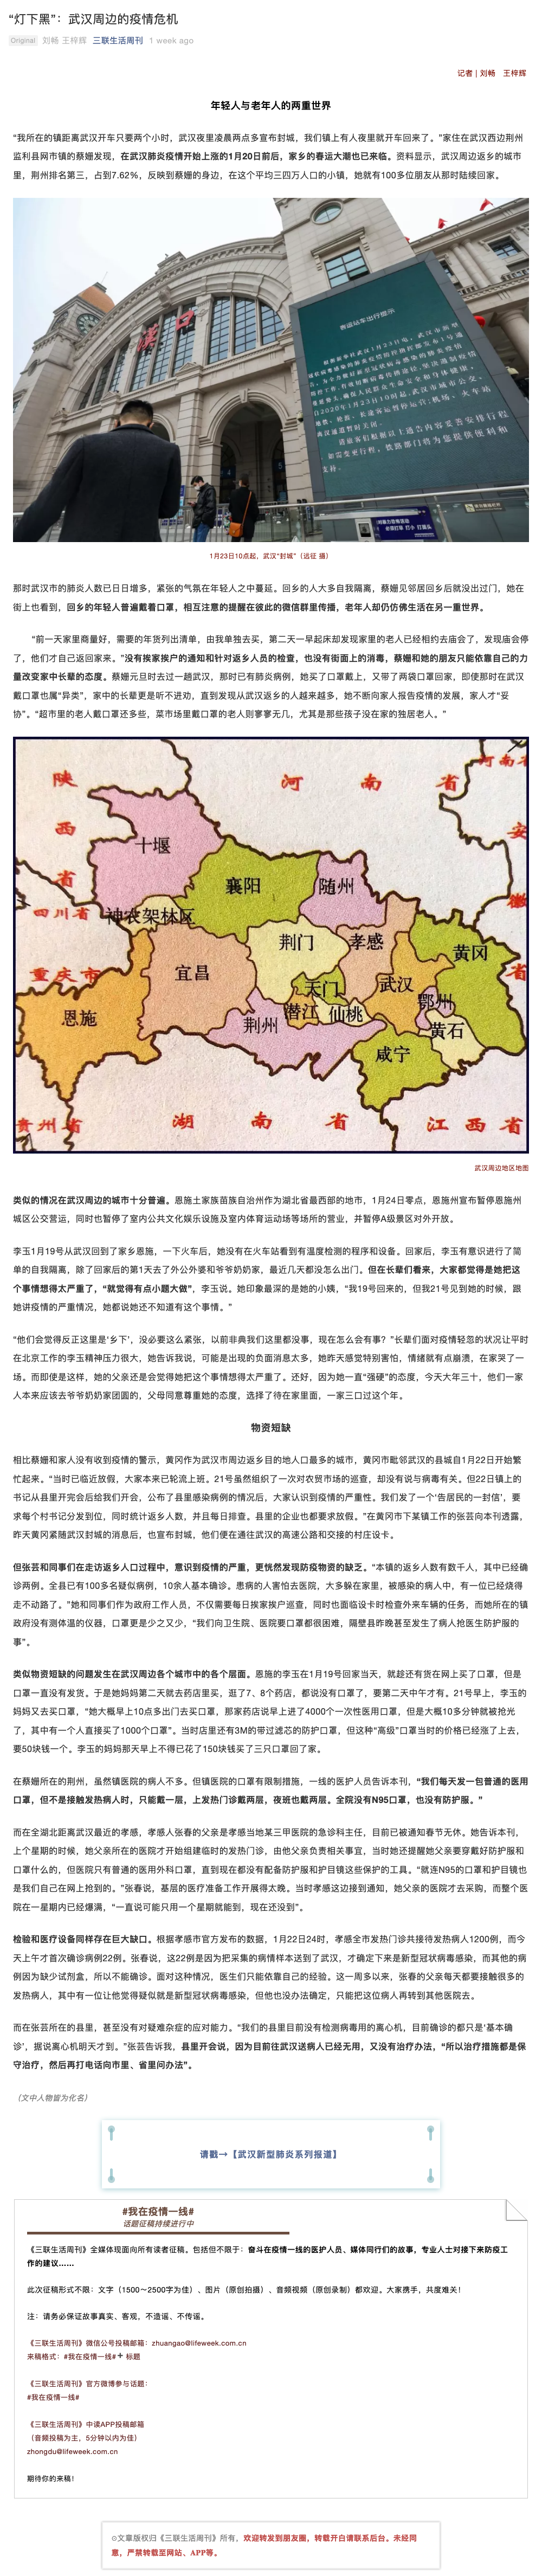 “灯下黑”：武汉周边的疫情危机
Original 刘畅 王梓辉 三联生活周刊 1 week ago
记者 | 刘畅 王梓辉
年轻人与老年人的两重世界
“我所在的镇距离武汉开车只要两个小时，武汉夜里凌晨两点多宣布封城，我们镇上有人夜里就开车回来了。”家住在武汉西边荆州
监利县网市镇的蔡姗发现，在武汉肺炎疫情开始上涨的1月20日前后，家乡的春运大潮也已来临。资料显示，武汉周边返乡的城市
里，荆州排名第三，占到7.62%，反映到蔡姗的身边，在这个平均三四万人口的小镇，她就有100多位朋友从那时陆续回家。
漢 口
客运站车出行提示
1月23日10点起，武汉“封城”（远征 摄）
那时武汉市的肺炎人数已日日增多，紧张的气氛在年轻人之中蔓延。回乡的人大多自我隔离，蔡姗见邻居回乡后就没出过门，她在
街上也看到，回乡的年轻人普遍戴着口罩，相互注意的提醒在彼此的微信群里传播，老年人却仍仿佛生活在另一重世界。
“前一天家里商量好，需要的年货列出清单，由我单独去买，第二天一早起床却发现家里的老人已经相约去庙会了，发现庙会停
了，他们才自己返回家来。”没有挨家挨户的通知和针对返乡人员的检查，也没有街面上的消毒，蔡姗和她的朋友只能依靠自己的力
量改变家中长辈的态度。蔡姗元旦时去过一趟武汉，那时已有肺炎病例，她买了口罩戴上，又带了两袋口罩回家，即使那时在武汉
戴口罩也属“异类”，家中的长辈更是听不进劝，直到发现从武汉返乡的人越来越多，她不断向家人报告疫情的发展，家人才“妥
协”。“超市里的老人戴口罩还多些，菜市场里戴口罩的老人则寥寥无几，尤其是那些孩子没在家的独居老人。”
陕 西 省
河 南 省
河南省
安 徽 省
四川省
重庆市
贵州省
湖 南 省
江 西 省
十堰
襄阳
随州
神农架林区
荆门
孝感
黄冈
宜昌
武汉
天门
鄂州
恩施
潜江
仙桃
荆州
黄石
咸宁
武汉周边地区地图
类似的情况在武汉周边的城市十分普遍。恩施土家族苗族自治州作为湖北省最西部的地市，1月24日零点，恩施州宣布暂停恩施州
城区公交营运，同时也暂停了室内公共文化娱乐设施及室内体育运动场等场所的营业，并暂停A级景区对外开放。
李玉1月19号从武汉回到了家乡恩施，一下火车后，她没有在火车站看到有温度检测的程序和设备。回家后，李玉有意识进行了简
单的自我隔离，除了回家后的第1天去了外公外婆和爷爷奶奶家，最近几天都没怎么出门。但在长辈们看来，大家都觉得是她把这
个事情想得太严重了，“就觉得有点小题大做”，李玉说。她印象最深的是她的小姨，“我19号回来的，但我21号见到她的时候，跟
她讲疫情的严重情况，她都说她还不知道有这个事情。”
“他们会觉得反正这里是‘乡下’，没必要这么紧张，以前非典我们这里都没事，现在怎么会有事？”长辈们面对疫情轻忽的状况让平时
在北京工作的李玉精神压力很大，她告诉我说，可能是出现的负面消息太多，她昨天感觉特别害怕，情绪就有点崩溃，在家哭了一
场。而即使是这样，她的父亲还是会觉得她把这个事情想得太严重了。还好，因为她一直“强硬”的态度，今天大年三十，他们一家
人本来应该去爷爷奶奶家团圆的，父母同意尊重她的态度，选择了待在家里面，一家三口过这个年。
物资短缺
相比蔡姗和家人没有收到疫情的警示，黄冈作为武汉市周边返乡目的地人口最多的城市，黄冈市毗邻武汉的县城自1月22日开始繁
忙起来。“当时已临近放假，大家本来已轮流上班。21号虽然组织了一次对农贸市场的巡查，却没有说与病毒有关。但22日镇上的
书记从县里开完会后给我们开会，公布了县里感染病例的情况后，大家认识到疫情的严重性。我们发了一个‘告居民的一封信’，要
求每个村书记分发到位，同时统计返乡人数，并且每日排查。县里的企业也都要求放假。”在黄冈市下某镇工作的张芸向本刊透露，
昨天黄冈紧随武汉封城的消息后，也宣布封城，他们便在通往武汉的高速公路和交接的村庄设卡。
但张芸和同事们在走访返乡人口过程中，意识到疫情的严重，更恍然发现防疫物资的缺乏。“本镇的返乡人数有数千人，其中已经确
诊两例。全县已有100多名疑似病例，10余人基本确诊。患病的人害怕去医院，大多躲在家里，被感染的病人中，有一位已经烧得
走不动路了。”她和同事们作为政府工作人员，不仅需要每日挨家挨户巡查，同时也面临设卡时检查外来车辆的任务，而她所在的镇
政府没有测体温的仪器，口罩更是少之又少，“我们向卫生院、医院要口罩都很困难，隔壁县昨晚甚至发生了病人抢医生防护服的
事”。
类似物资短缺的问题发生在武汉周边各个城市中的各个层面。恩施的李玉在1月19号回家当天，就趁还有货在网上买了口罩，但是
口罩一直没有发货。于是她妈妈第二天就去药店里买，逛了7、8个药店，都说没有口罩了，要第二天中午才有。21号早上，李玉的
妈妈又去买口罩，“她大概早上10点多出门去买口罩，那家药店说早上进了4000个一次性医用口罩，但是大概10多分钟就被抢光
了，其中有一个人直接买了1000个口罩”。当时店里还有3M的带过滤芯的防护口罩，但这种“高级”口罩当时的价格已经涨了上去，
要50块钱一个。李玉的妈妈那天早上不得已花了150块钱买了三只口罩回了家。
在蔡姗所在的荆州，虽然镇医院的病人不多。但镇医院的口罩有限制措施，一线的医护人员告诉本刊，“我们每天发一包普通的医用
口罩，但不是接触发热病人时，只能戴一层，上发热门诊戴两层，夜班也戴两层。全院没有N95口罩，也没有防护服。”
而在全湖北距离武汉最近的孝感，孝感人张春的父亲是孝感当地某三甲医院的急诊科主任，目前已被通知春节无休。她告诉本刊，
上个星期的时候，她父亲所在的医院才开始组建临时的发热门诊，由他父亲负责相关事宜，当时她还提醒她父亲要穿戴好防护服和
口罩什么的，但医院只有普通的医用外科口罩，直到现在都没有配备防护服和护目镜这些保护的工具。“就连N95的口罩和护目镜也
是我们自己在网上抢到的。”张春说，基层的医疗准备工作开展得太晚。当时孝感这边接到通知，她父亲的医院才去采购，而整个医
院在一星期内已经爆满，“一直说可能只用一个星期就能到，现在还没到”。
检验和医疗设备同样存在巨大缺口。根据孝感市官方发布的数据，1月22日24时，孝感全市发热门诊共接待发热病人1200例，而今
天上午才首次确诊病例22例。张春说，这22例是因为把采集的病情样本送到了武汉，才确定下来是新型冠状病毒感染，而其他的病
例因为缺少试剂盒，所以不能确诊。面对这种情况，医生们只能依靠自己的经验。这一周多以来，张春的父亲每天都要接触很多的
发热病人，其中有一位让他觉得疑似就是新型冠状病毒感染，但他也没办法确定，只能把这位病人再转到其他医院去。
而在张芸所在的县里，甚至没有对疑难杂症的应对能力。“我们的县里目前没有检测病毒用的离心机，目前确诊的都只是‘基本确
诊’，据说离心机明天才到。”张芸告诉我，县里开会说，因为目前往武汉送病人已经无用，又没有治疗办法，“所以治疗措施都是保
守治疗，然后再打电话向市里、省里问办法”。
（文中人物皆为化名）
请戳→【武汉新型肺炎系列报道】
#我在疫情一线#
话题征稿持续进行中
《三联生活周刊》全媒体现面向所有读者征稿。包括但不限于：奋斗在疫情一线的医护人员、媒体同行们的故事，专业人士对接下来防疫工
作的建议……
此次征稿形式不限：文字（1500～2500字为佳）、图片（原创拍摄）、音频视频（原创录制）都欢迎。大家携手，共度难关！
注：请务必保证故事真实、客观，不造谣、不传谣。
《三联生活周刊》微信公号投稿邮箱：zhuangao@lifeweek.com.cn
来稿格式：#我在疫情一线#＋标题
《三联生活周刊》官方微博参与话题：
#我在疫情一线#
《三联生活周刊》中读APP投稿邮箱
（音频投稿为主，5分钟以内为佳）
zhongdu@lifeweek.com.cn
期待你的来稿！
⊙文章版权归《三联生活周刊》所有，欢迎转发到朋友圈，转载开白请联系后台。未经同
意，严禁转载至网站、APP等。